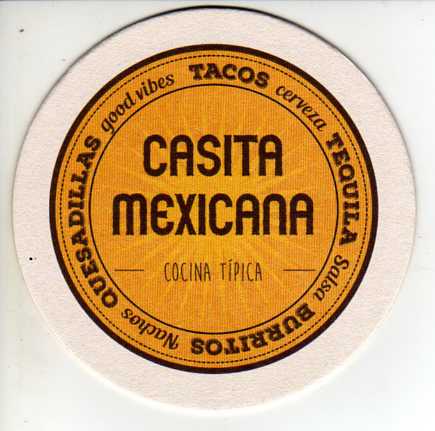 CASITA
MEXICANA
COCINA TÍPICA
TACOS cerveza TEQUILA Salsa BURRITOS Nachos QUESADILLAS good vibes